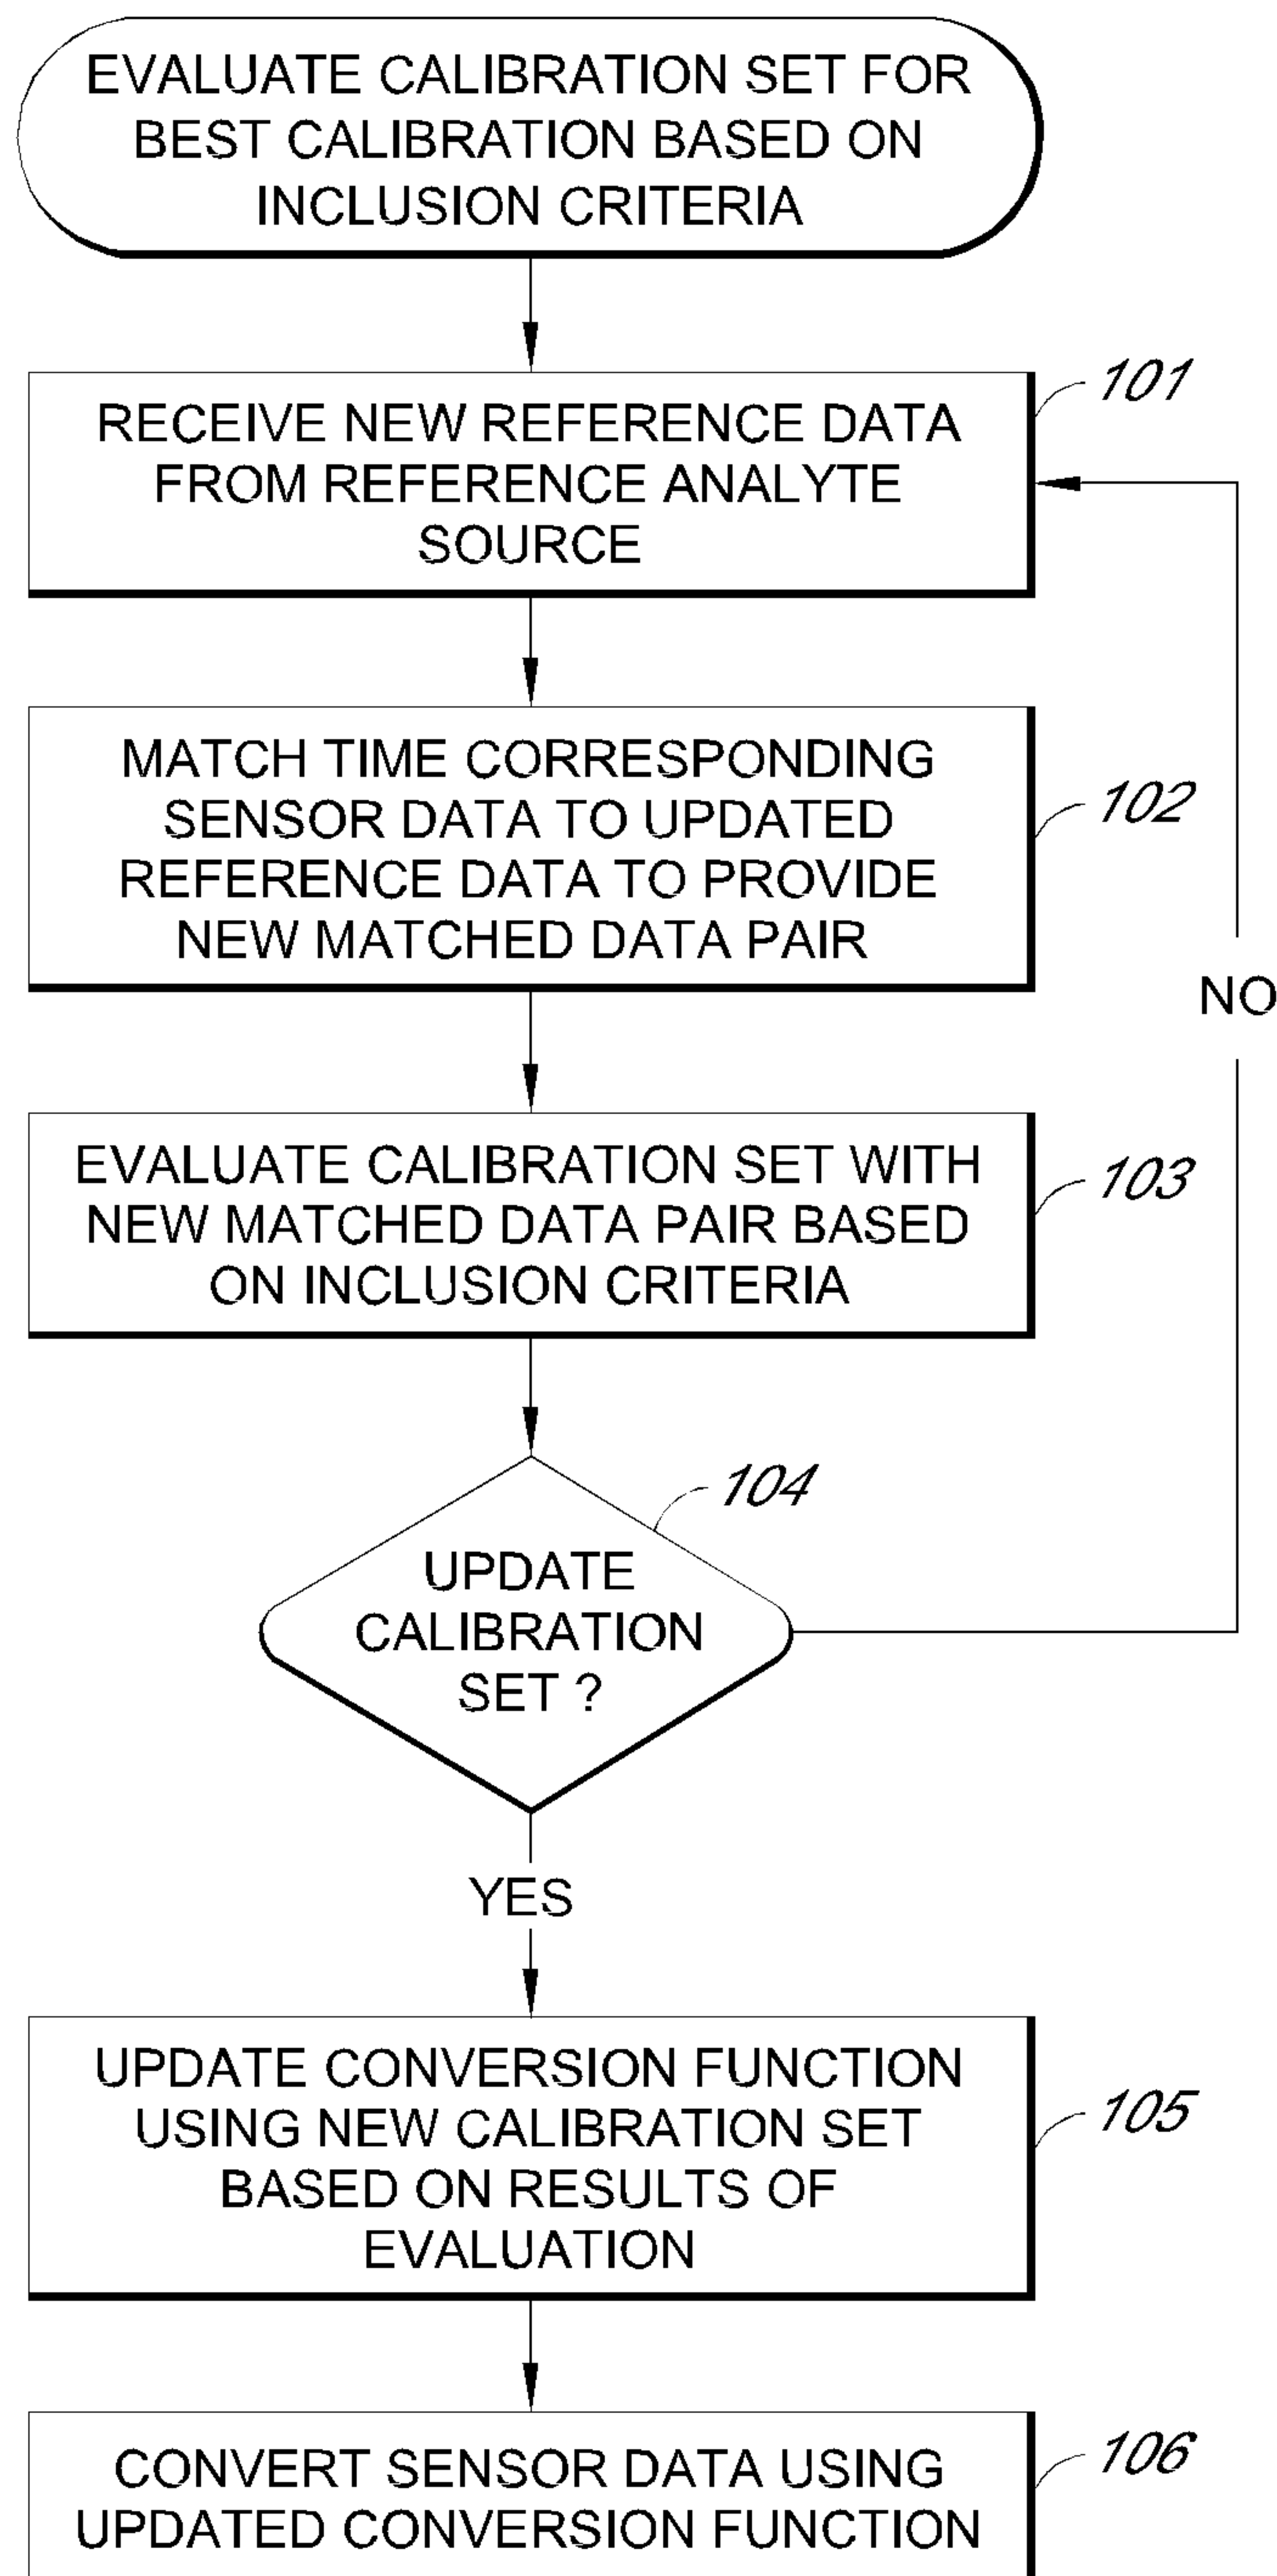 EVALUATE CALIBRATION SET FOR
BEST CALIBRATION BASED ON
INCLUSION CRITERIA
101
RECEIVE NEW REFERENCE DATA
FROM REFERENCE ANALYTE
SOURCE
102
MATCH TIME CORRESPONDING
SENSOR DATA TO UPDATED
REFERENCE DATA TO PROVIDE
NEW MATCHED DATA PAIR
NO
103
EVALUATE CALIBRATION SET WITH
NEW MATCHED DATA PAIR BASED
ON INCLUSION CRITERIA
104
UPDATE
CALIBRATION
SET ?
YES
105
UPDATE CONVERSION FUNCTION
USING NEW CALIBRATION SET
BASED ON RESULTS OF
EVALUATION
106
CONVERT SENSOR DATA USING
UPDATED CONVERSION FUNCTION